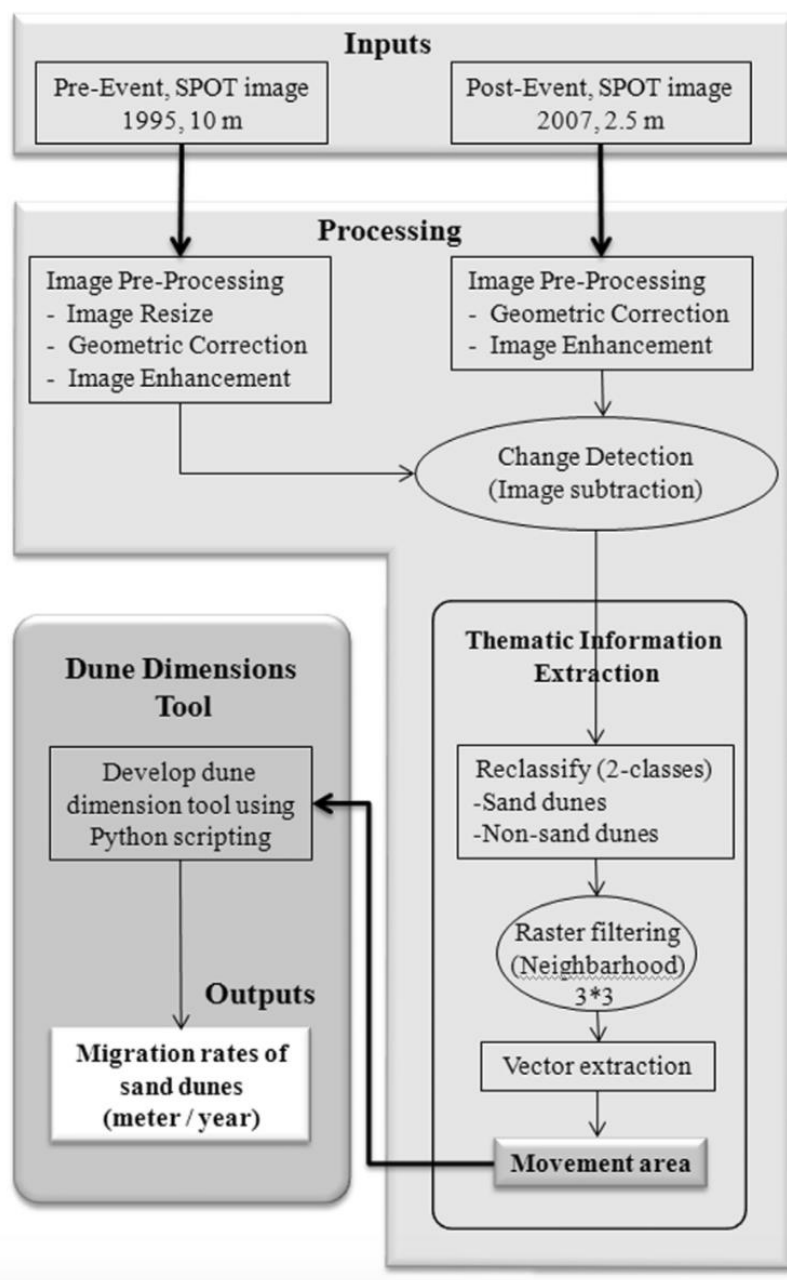 Inputs
Pre-Event, SPOT image
1995, 10 m
Post-Event, SPOT image
2007, 2.5 m
Processing
Image Pre-Processing
- Image Resize
- Geometric Correction
- Image Enhancement
Image Pre-Processing
- Geometric Correction
- Image Enhancement
Change Detection
(Image subtraction)
Thematic Information
Extraction
Reclassify (2-classes)
-Sand dunes
-Non-sand dunes
Raster filtering
(Neighbarhood)
3*3
Vector extraction
Movement area
Dune Dimensions
Tool
Develop dune
dimension tool using
Python scripting
Outputs
Migration rates of
sand dunes
(meter / year)